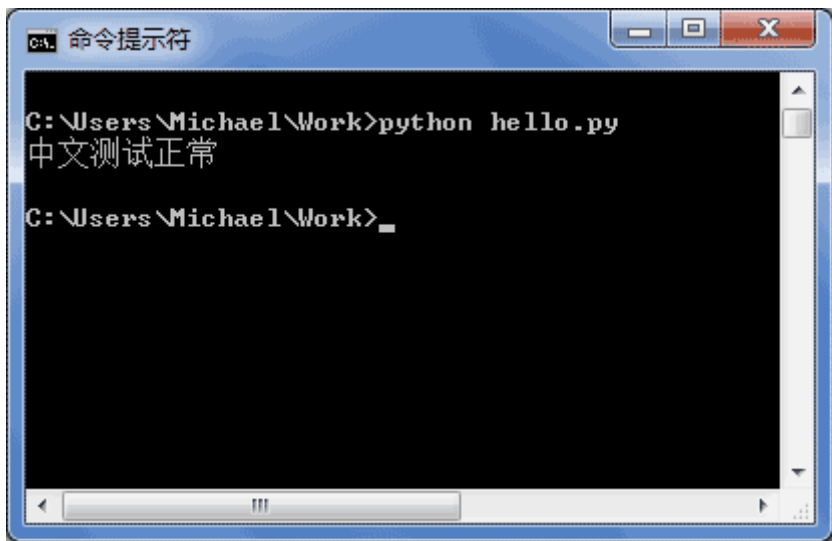 命令提示符
C:\Users\Michael\Work>python hello.py
中文测试正常
C:\Users\Michael\Work>_